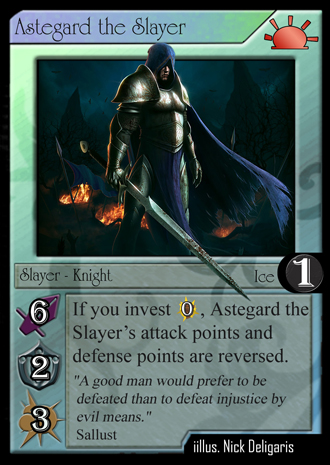 Astegard the Slayer
Slayer - Knight
Ice
1
6
2
3
If you invest 0, Astegard the
Slayer's attack points and
defense points are reversed.
"A good man would prefer to be
defeated than to defeat injustice by
evil means."
Sallust
iillus. Nick Deligaris